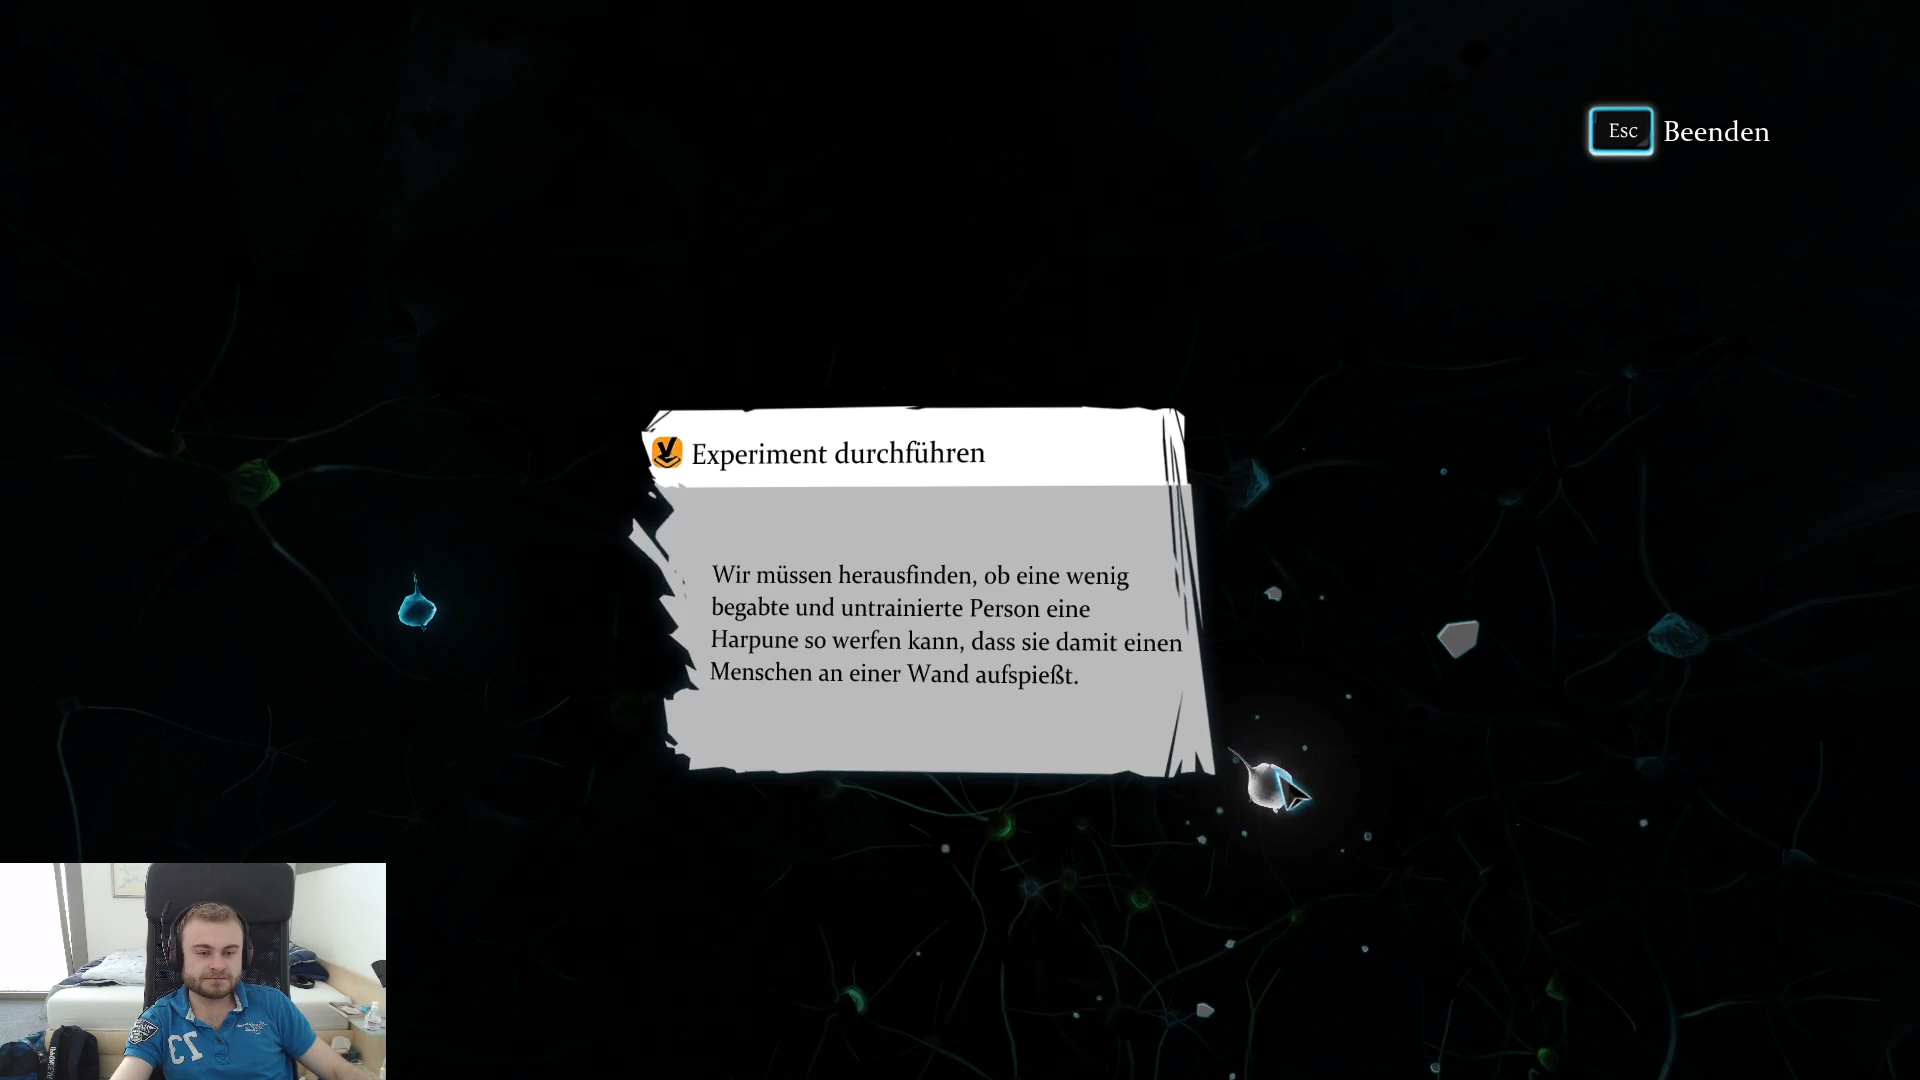 Esc Beenden
Experiment durchführen
Wir müssen herausfinden, ob eine wenig
begabte und untrainierte Person eine
Harpune so werfen kann, dass sie damit einen
Menschen an einer Wand aufspießt.
23